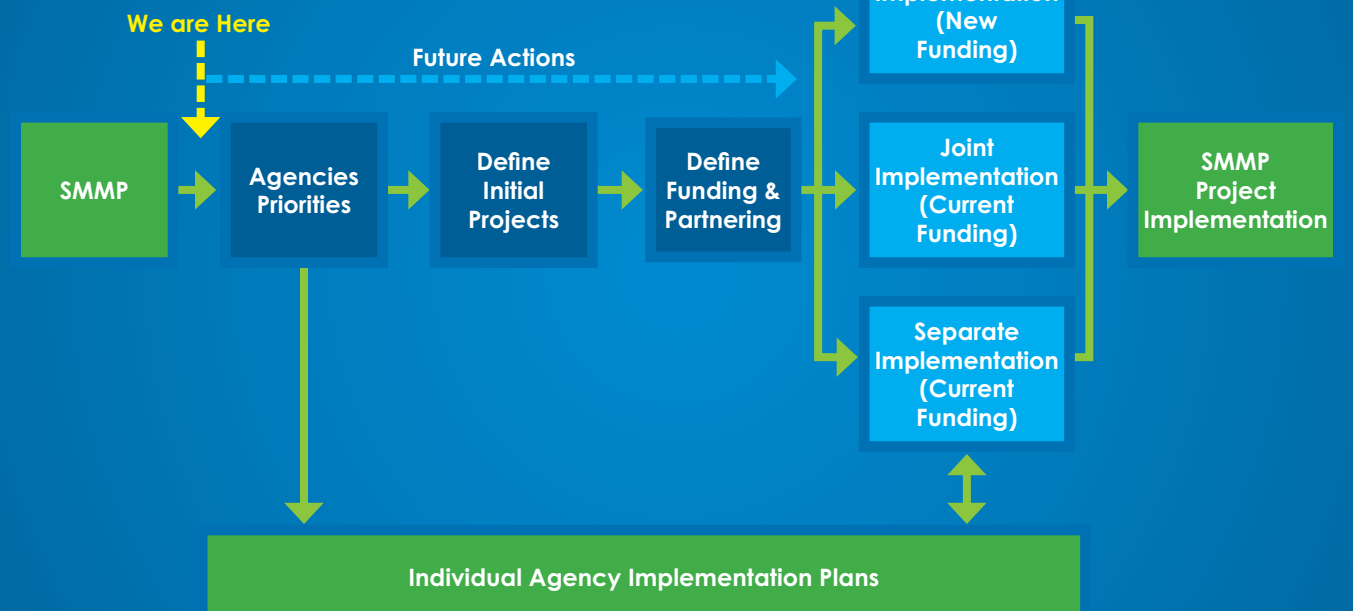 We are Here
Future Actions
SMMP
Agencies
Priorities
Define
Initial
Projects
Define
Funding &
Partnering
Implementation
(New
Funding)
Joint
Implementation
(Current
Funding)
Separate
Implementation
(Current
Funding)
SMMP
Project
Implementation
Individual Agency Implementation Plans